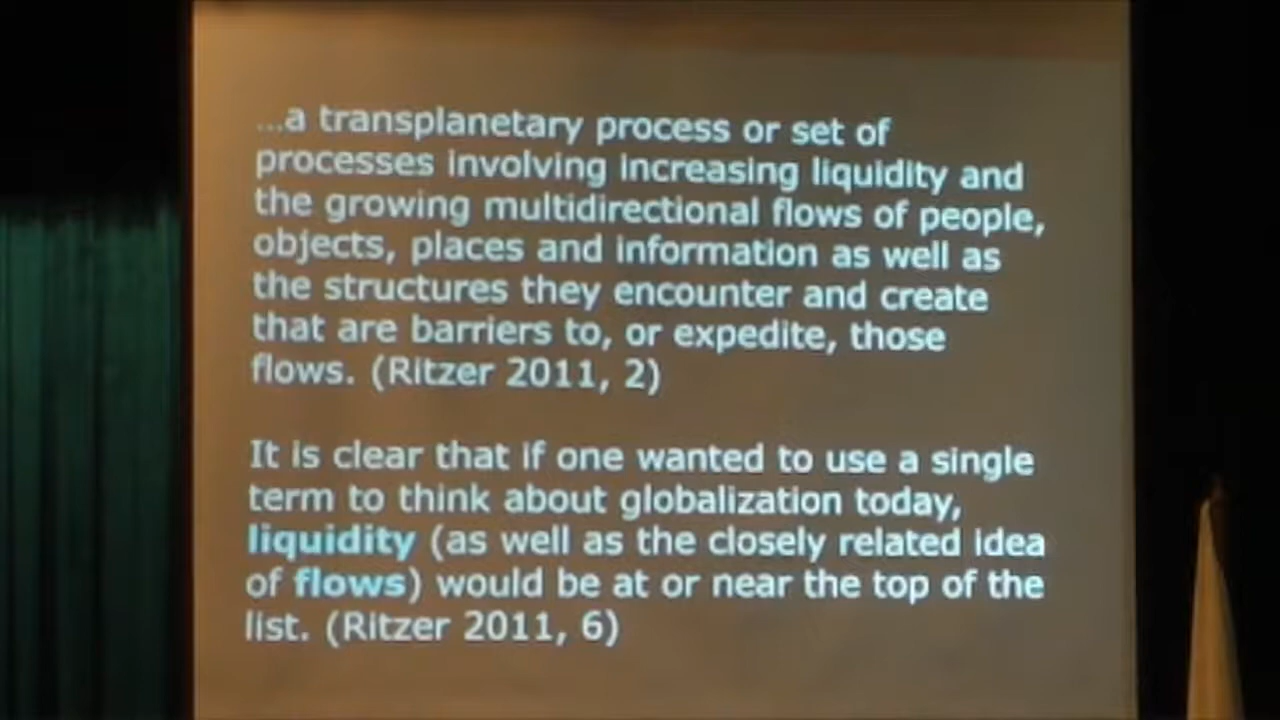 ...a transplanetary process or set of
processes involving increasing liquidity and
the growing multidirectional flows of people,
objects, places and information as well as
the structures they encounter and create
that are barriers to, or expedite, those
flows. (Ritzer 2011, 2)
It is clear that if one wanted to use a single
term to think about globalization today,
liquidity (as well as the closely related idea
of flows) would be at or near the top of the
list. (Ritzer 2011, 6)